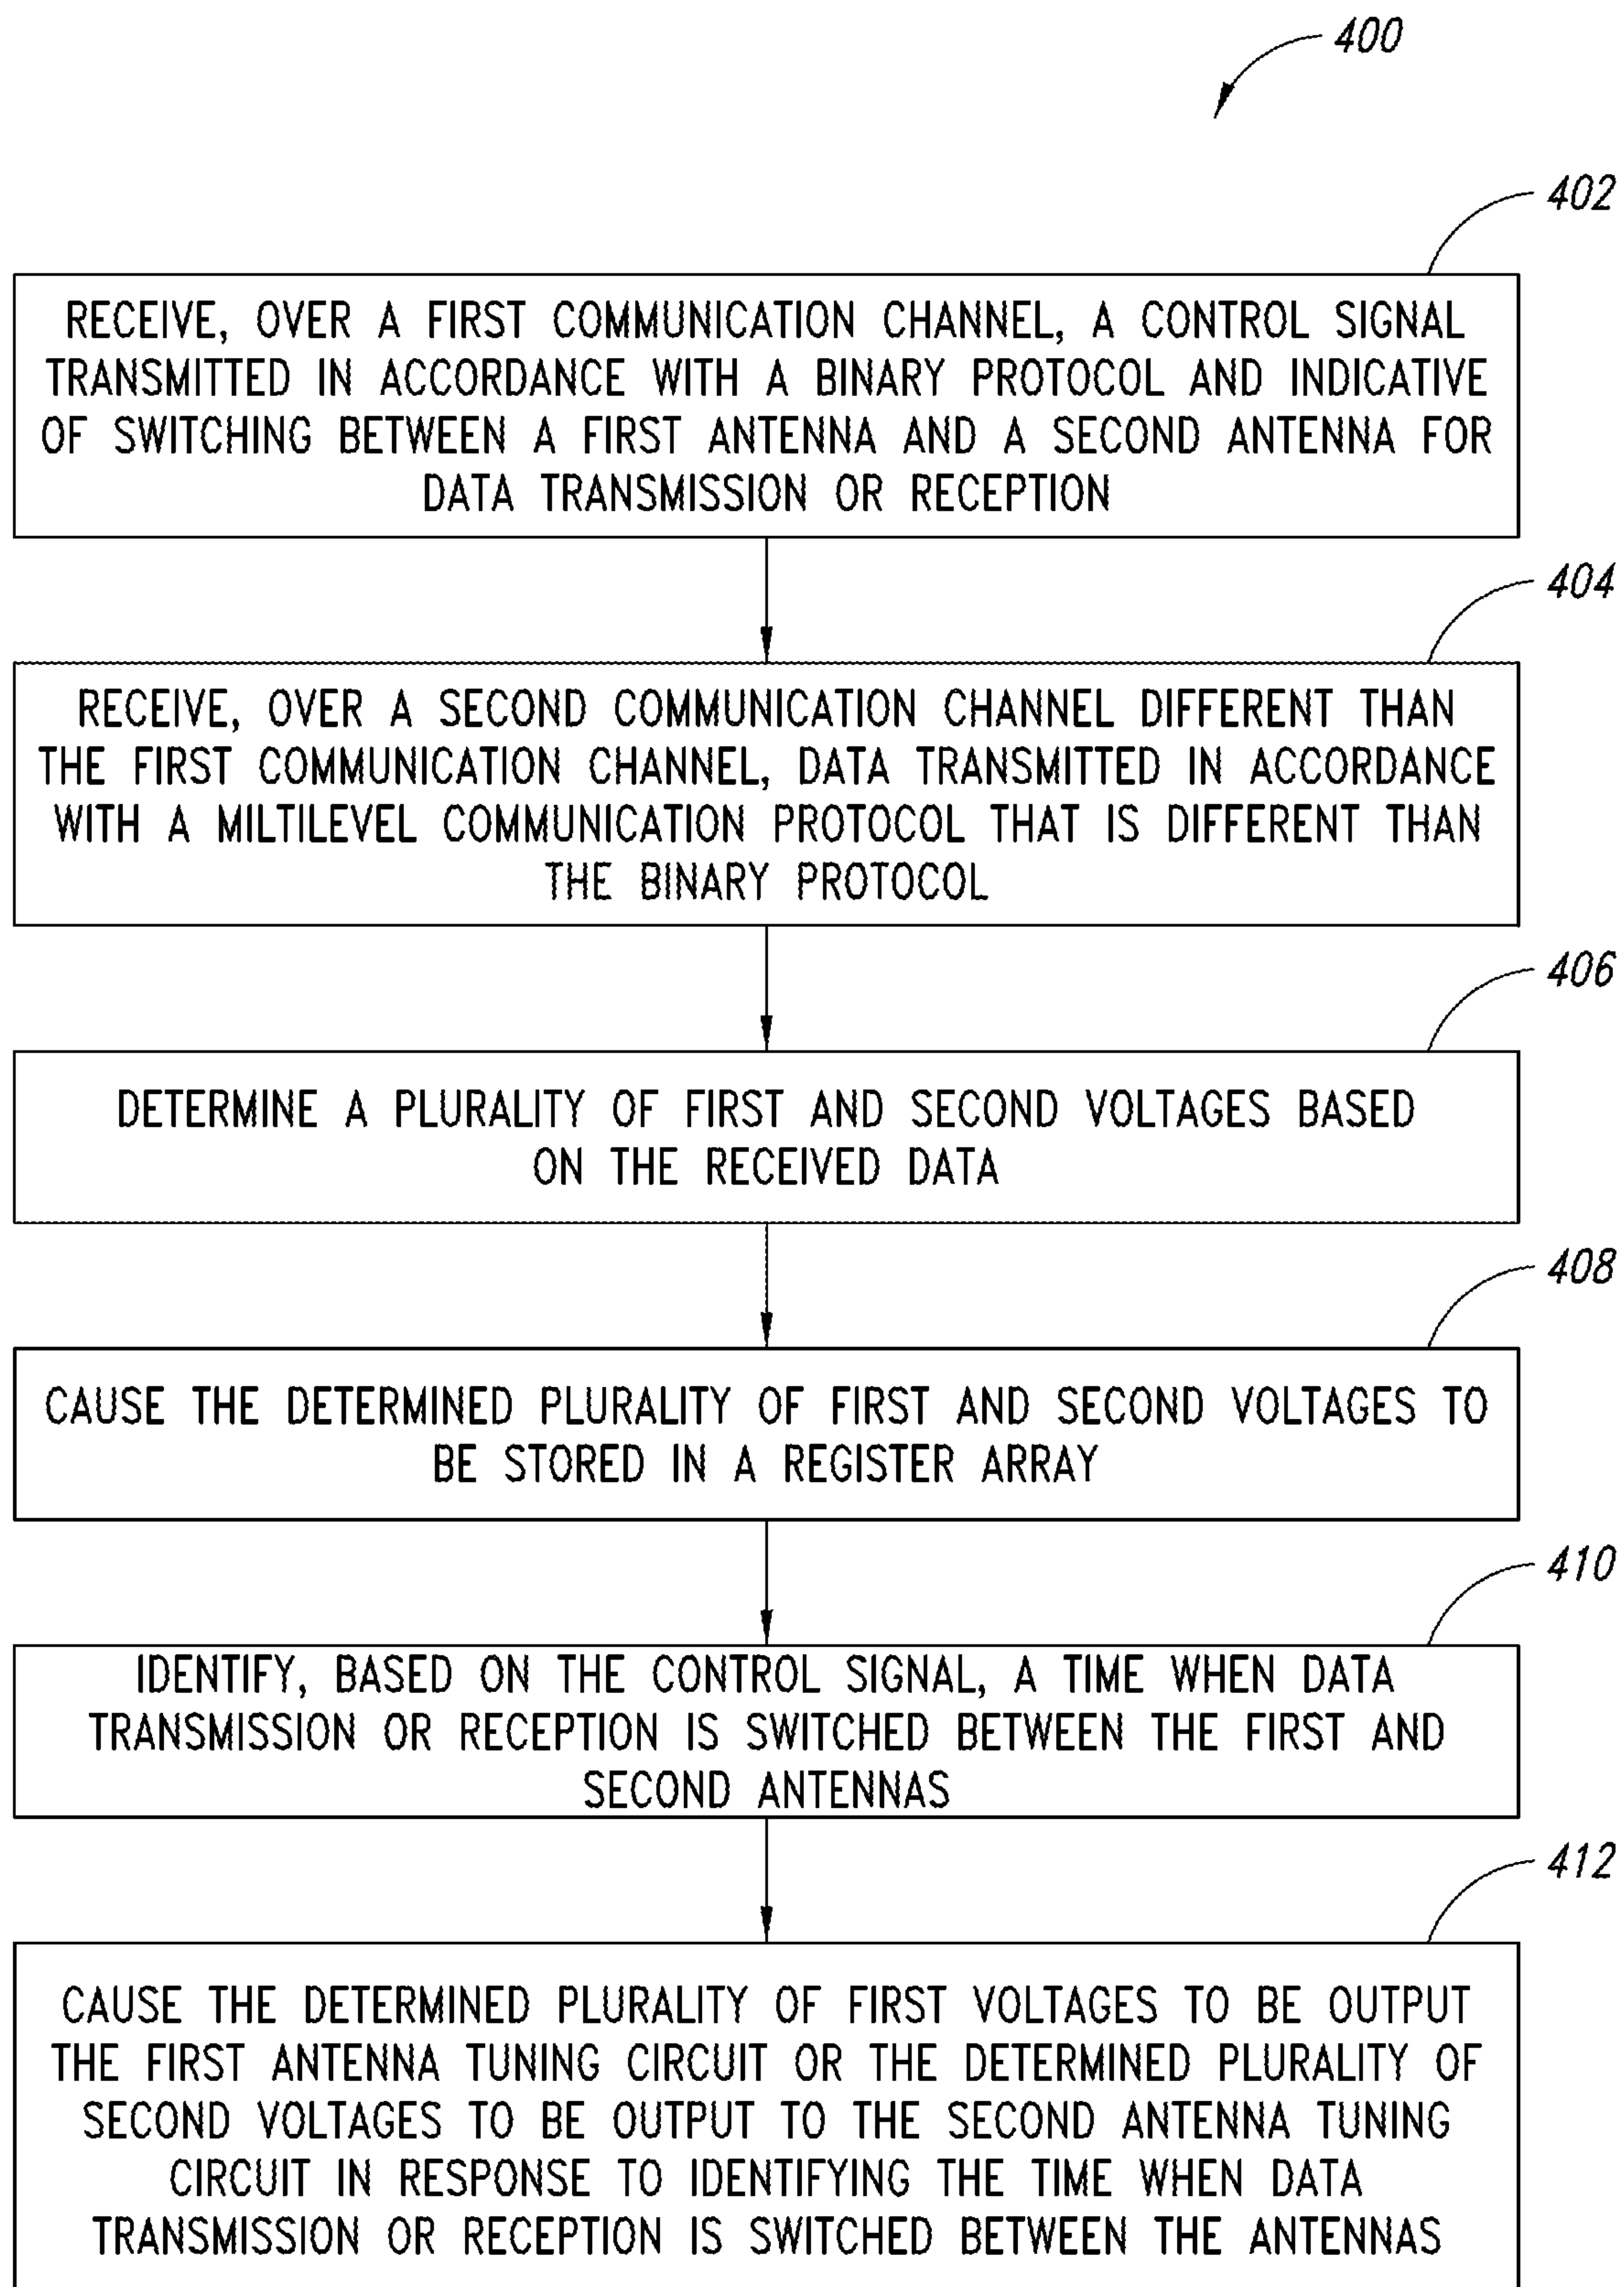 400
402
RECEIVE, OVER A FIRST COMMUNICATION CHANNEL, A CONTROL SIGNAL
TRANSMITTED IN ACCORDANCE WITH A BINARY PROTOCOL AND INDICATIVE
OF SWITCHING BETWEEN A FIRST ANTENNA AND A SECOND ANTENNA FOR
DATA TRANSMISSION OR RECEPTION
404
RECEIVE, OVER A SECOND COMMUNICATION CHANNEL DIFFERENT THAN
THE FIRST COMMUNICATION CHANNEL, DATA TRANSMITTED IN ACCORDANCE
WITH A MILTILEVEL COMMUNICATION PROTOCOL THAT IS DIFFERENT THAN
THE BINARY PROTOCOL
406
DETERMINE A PLURALITY OF FIRST AND SECOND VOLTAGES BASED
ON THE RECEIVED DATA
408
CAUSE THE DETERMINED PLURALITY OF FIRST AND SECOND VOLTAGES TO
BE STORED IN A REGISTER ARRAY
410
IDENTIFY, BASED ON THE CONTROL SIGNAL, A TIME WHEN DATA
TRANSMISSION OR RECEPTION IS SWITCHED BETWEEN THE FIRST AND
SECOND ANTENNAS
412
CAUSE THE DETERMINED PLURALITY OF FIRST VOLTAGES TO BE OUTPUT
THE FIRST ANTENNA TUNING CIRCUIT OR THE DETERMINED PLURALITY OF
SECOND VOLTAGES TO BE OUTPUT TO THE SECOND ANTENNA TUNING
CIRCUIT IN RESPONSE TO IDENTIFYING THE TIME WHEN DATA
TRANSMISSION OR RECEPTION IS SWITCHED BETWEEN THE ANTENNAS